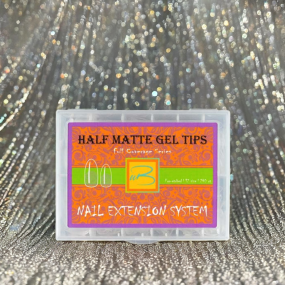 HALF MATTE GEL TIPS
Full Coverage Series
B
NAIL EXTENSION SYSTEM